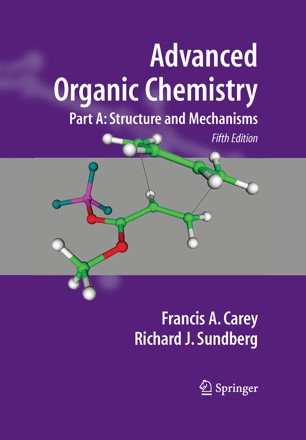 Advanced
Organic Chemistry
Part A: Structure and Mechanisms
Fifth Edition
Francis A. Carey
Richard J. Sundberg
Springer